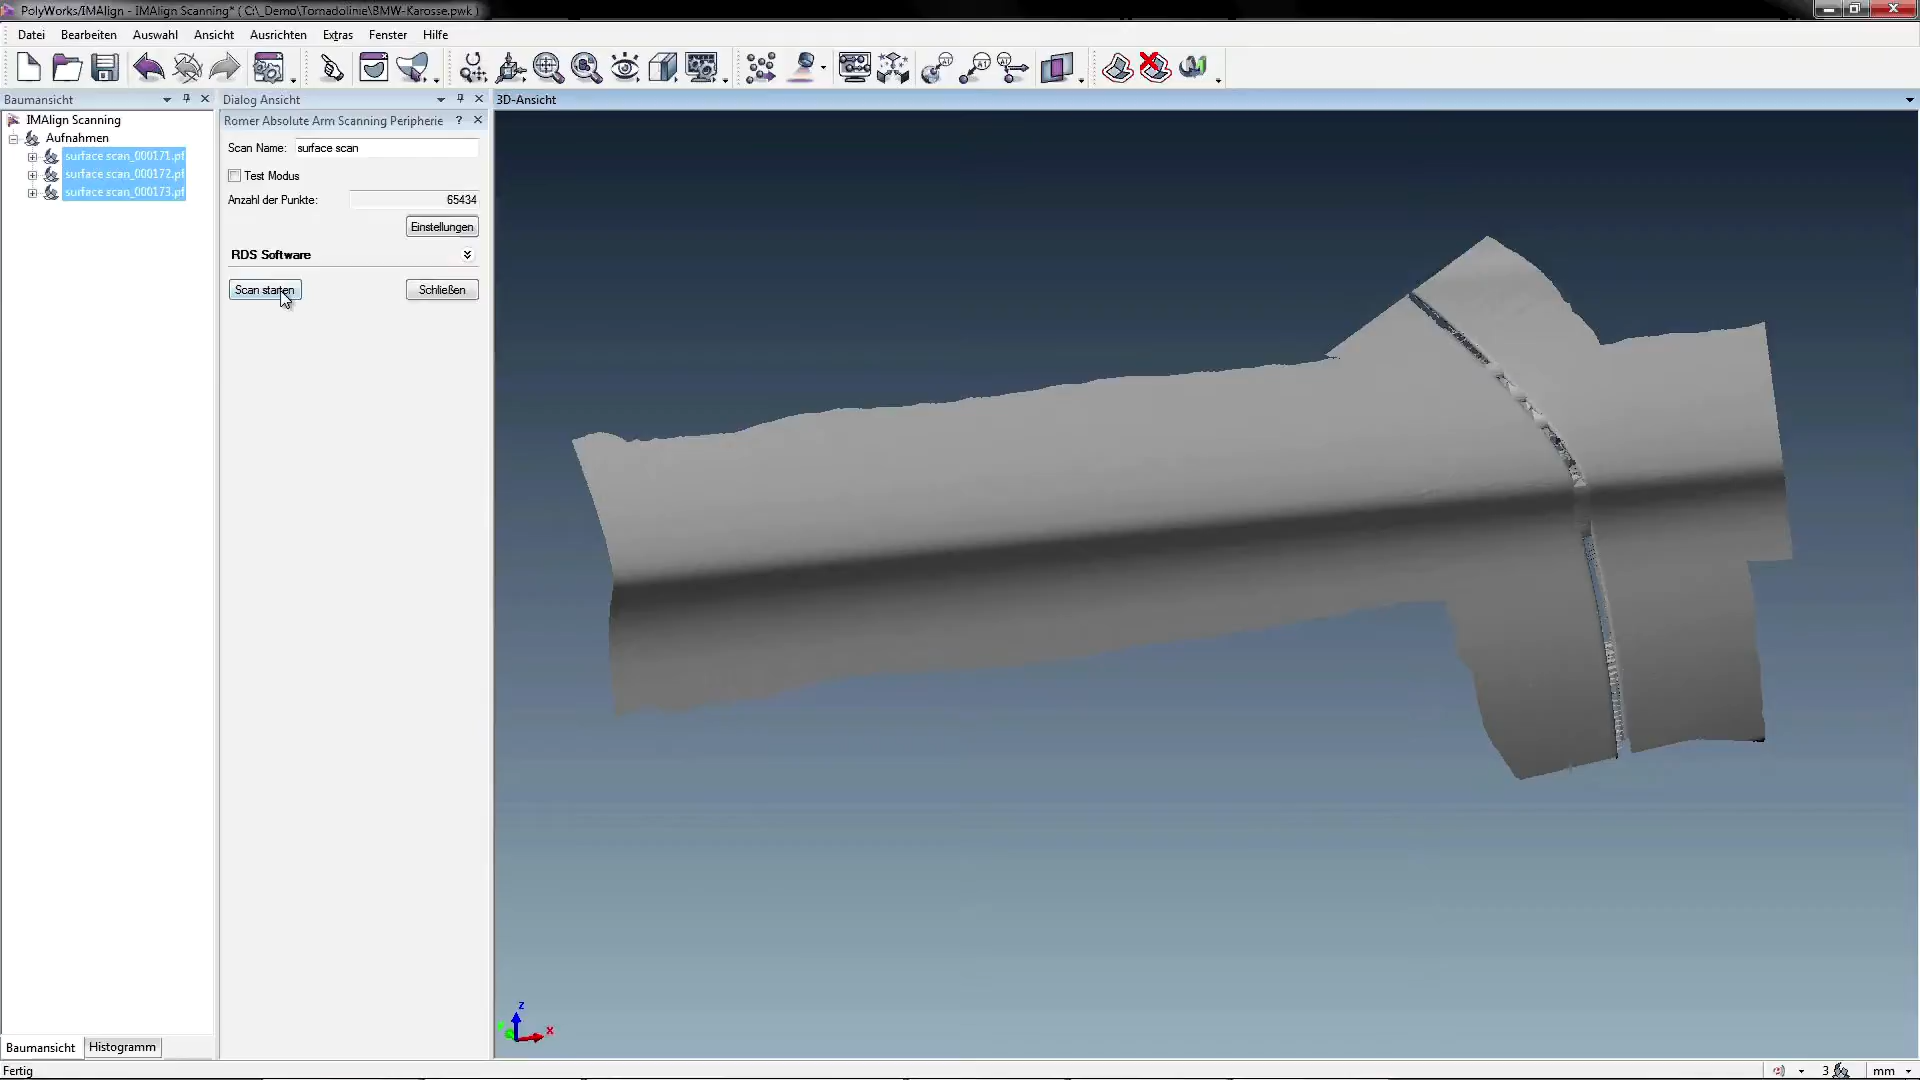 PolyWorks/IMAlign - IMAlign Scanning* ( C:\_Demo\Tornadolinie\BMW-Karosse.pwk )
Datei Bearbeiten Auswahl Ansicht Ausrichten Extras Fenster Hilfe
Baumansicht
Dialog Ansicht
3D-Ansicht
IMAlign Scanning
Aufnahmen
surface scan_000171.pf
surface scan_000172.pf
surface scan_000173.pf
Romer Absolute Arm Scanning Peripherie ?
Scan Name: surface scan
Test Modus
Anzahl der Punkte: 65434
Einstellungen
RDS Software
Scan starten
Schließen
z
x
Baumansicht Histogramm
Fertig
3
mm